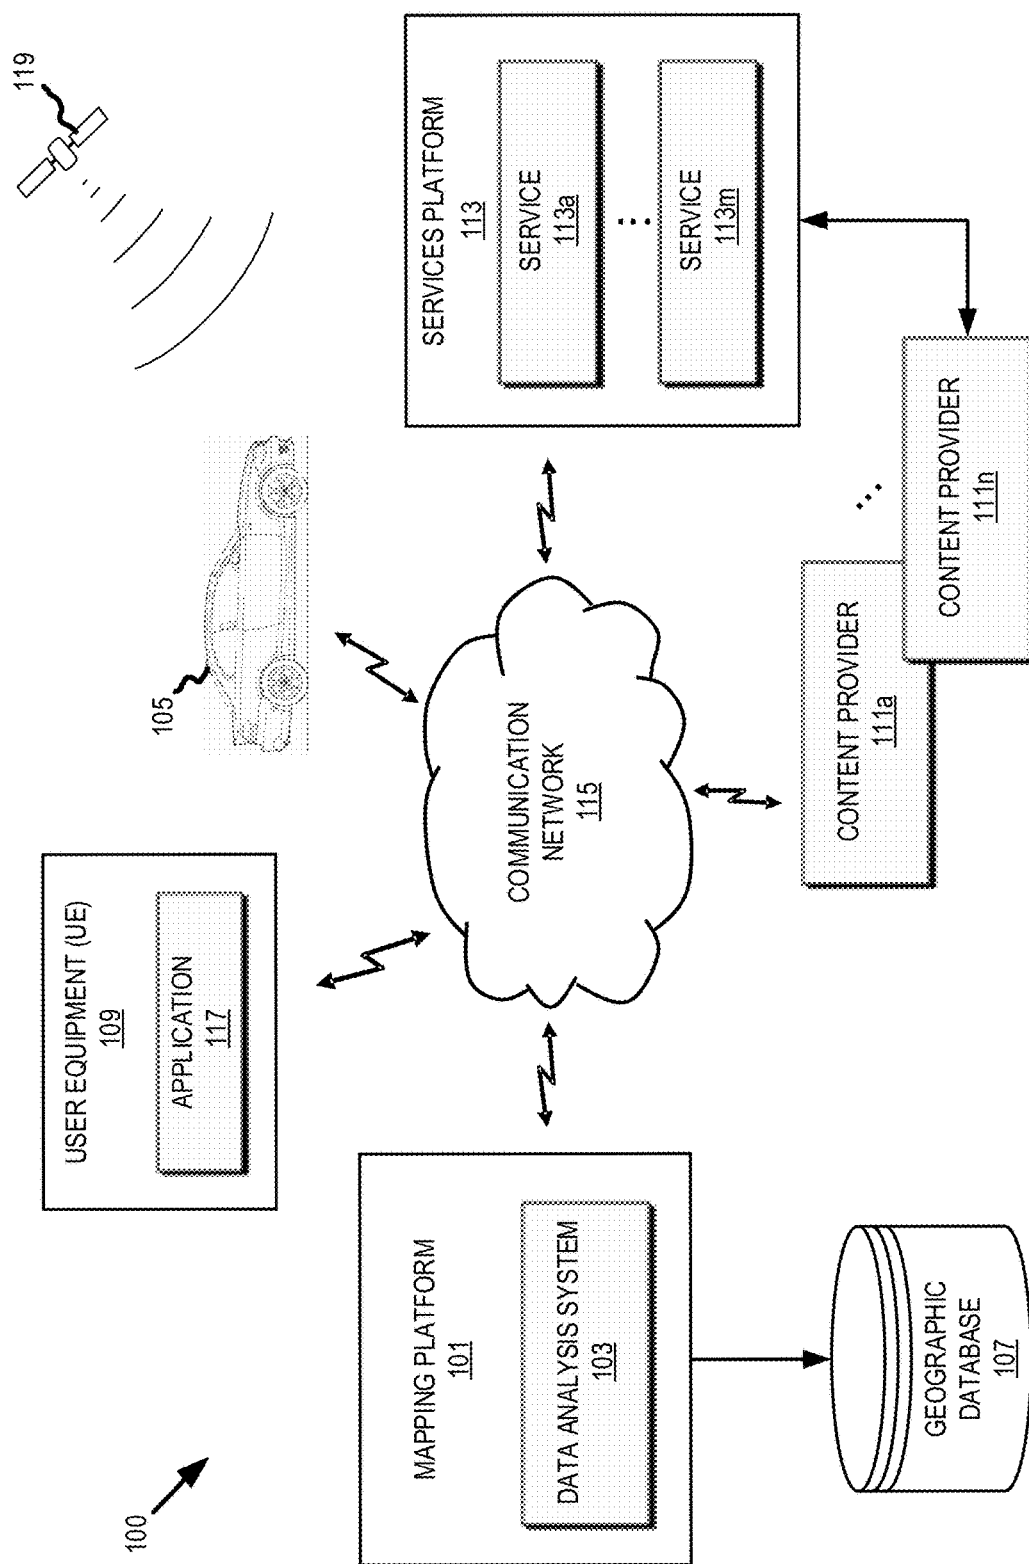 100
USER EQUIPMENT (UE)
109
APPLICATION
117
105
119
MAPPING PLATFORM
101
DATA ANALYSIS SYSTEM
103
COMMUNICATION
NETWORK
115
SERVICES PLATFORM
113
SERVICE
113a
SERVICE
113m
GEOGRAPHIC
DATABASE
107
CONTENT PROVIDER
111a
CONTENT PROVIDER
111n